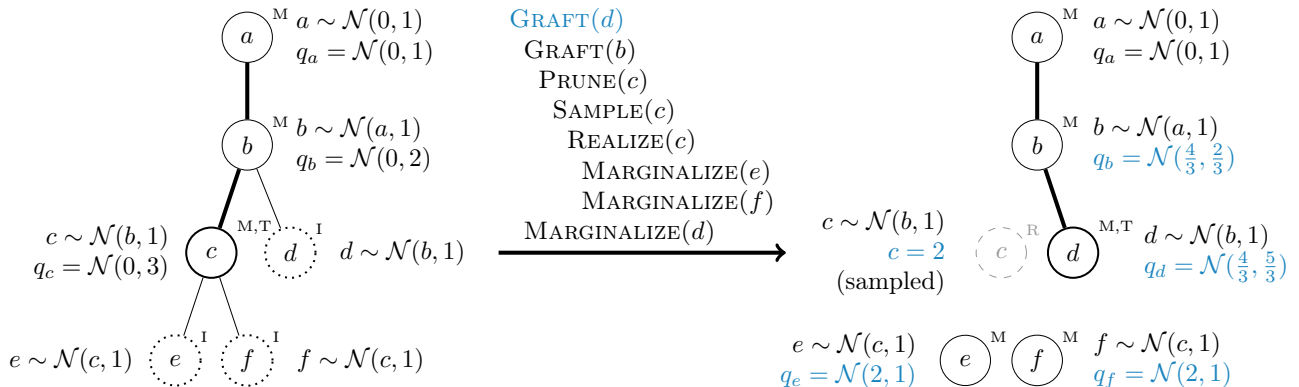 a
M
a ∼ N(0, 1)
q_a = N(0, 1)
b
M
b ∼ N(a, 1)
q_b = N(0, 2)
c ∼ N(b, 1)
q_c = N(0, 3)
c
M,T
d
I
d ∼ N(b, 1)
e ∼ N(c, 1)
e
I
f
I
f ∼ N(c, 1)
GRAFT(d)
GRAFT(b)
PRUNE(c)
SAMPLE(c)
REALIZE(c)
MARGINALIZE(e)
MARGINALIZE(f)
MARGINALIZE(d)
a
M
a ∼ N(0, 1)
q_a = N(0, 1)
b
M
b ∼ N(a, 1)
q_b = N(4/3, 2/3)
c ∼ N(b, 1)
c = 2
(sampled)
c
R
d
M,T
d ∼ N(b, 1)
q_d = N(4/3, 5/3)
e ∼ N(c, 1)
q_e = N(2, 1)
e
M
f
M
f ∼ N(c, 1)
q_f = N(2, 1)